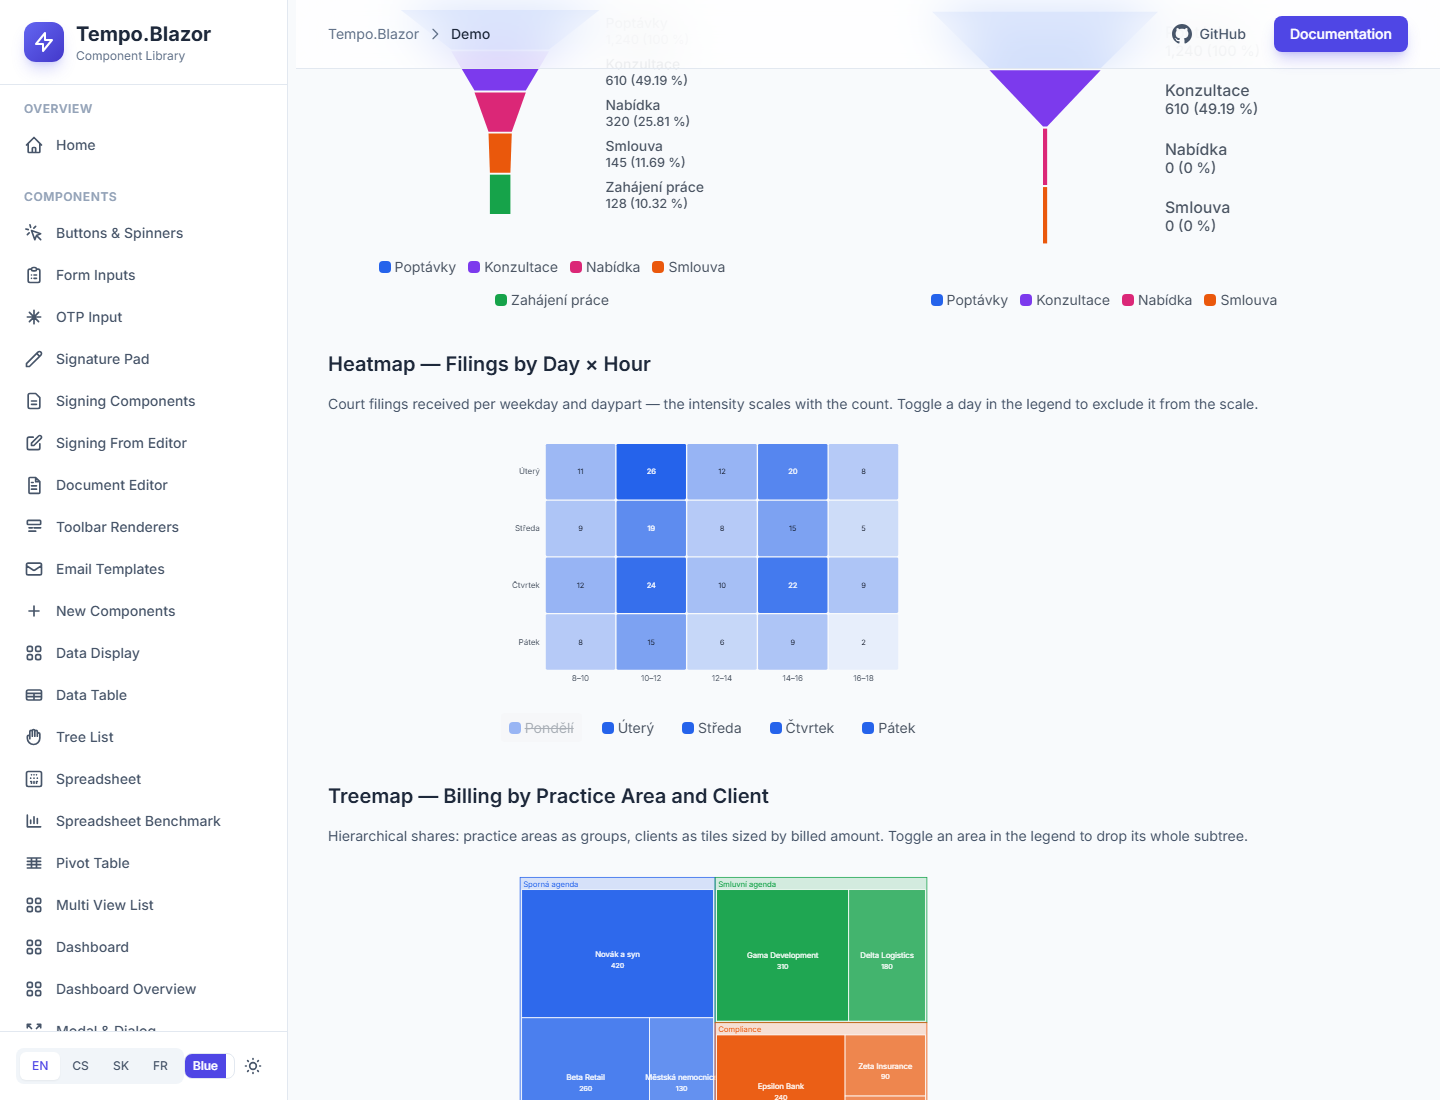 Tempo.Blazor
Component Library
OVERVIEW
Home
COMPONENTS
Buttons & Spinners
Form Inputs
OTP Input
Signature Pad
Signing Components
Signing From Editor
Document Editor
Toolbar Renderers
Email Templates
New Components
Data Display
Data Table
Tree List
Spreadsheet
Spreadsheet Benchmark
Pivot Table
Multi View List
Dashboard
Dashboard Overview
Modal & Dialog
EN CS SK FR Blue
Tempo.Blazor > Demo
GitHub
Documentation
Poptávky
1,240 (100 %)
Konzultace
610 (49.19 %)
Nabídka
320 (25.81 %)
Smlouva
145 (11.69 %)
Zahájení práce
128 (10.32 %)
Poptávky Konzultace Nabídka Smlouva
Zahájení práce
1,240 (100 %)
Konzultace
610 (49.19 %)
Nabídka
0 (0 %)
Smlouva
0 (0 %)
Poptávky Konzultace Nabídka Smlouva
Heatmap — Filings by Day × Hour
Court filings received per weekday and daypart — the intensity scales with the count. Toggle a day in the legend to exclude it from the scale.
Úterý 11 26 12 20 8
Středa 9 19 8 15 5
Čtvrtek 12 24 10 22 9
Pátek 8 15 6 9 2
8–10 10–12 12–14 14–16 16–18
Pondělí Úterý Středa Čtvrtek Pátek
Treemap — Billing by Practice Area and Client
Hierarchical shares: practice areas as groups, clients as tiles sized by billed amount. Toggle an area in the legend to drop its whole subtree.
Sporná agenda
Novák a syn
420
Beta Retail
260
Městská nemocnic
130
Smluvní agenda
Gama Development
310
Delta Logistics
180
Compliance
Epsilon Bank
240
Zeta Insurance
90